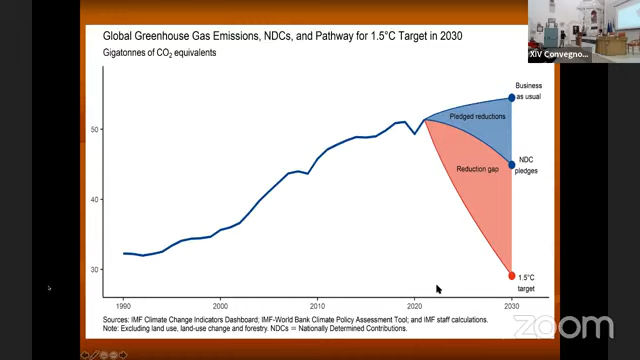 Global Greenhouse Gas Emissions, NDCs, and Pathway for 1.5°C Target in 2030
Gigatonnes of CO2 equivalents
XIV Convegno...
Business
as usual
50
Pledged reductions
NDC
pledges
Reduction gap
40
30
1.5°C
target
1990
2000
2010
2020
2030
Sources: IMF Climate Change Indicators Dashboard; IMF-World Bank Climate Policy Assessment Tool; and IMF staff calculations.
Note: Excluding land use, land-use change and forestry. NDCs = Nationally Determined Contributions.
zoom